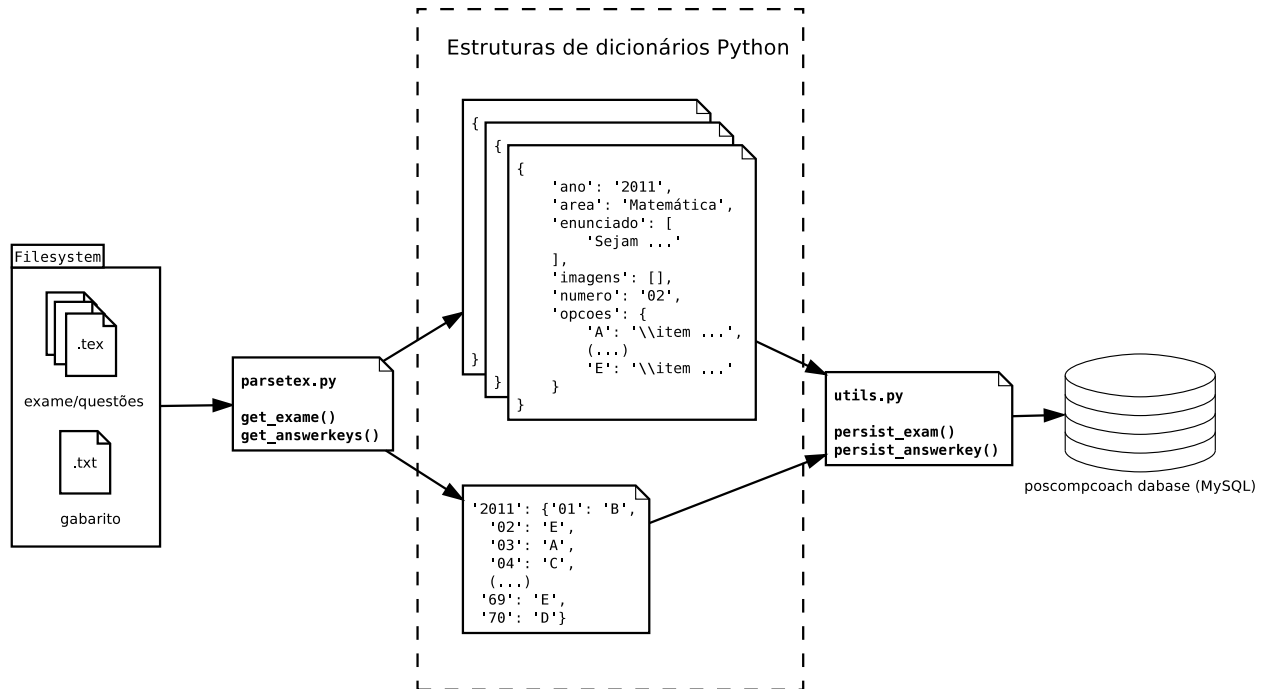 Estruturas de dicionários Python
Filesystem
.tex
exame/questões
.txt
gabarito
parsetex.py
get_exame()
get_answerkeys()
{
}
{
}
{
'ano': '2011',
'area': 'Matemática',
'enunciado': [
'Sejam ...'
],
'imagens': [],
'numero': '02',
'opcoes': {
'A': '\\item ...',
(...)
'E': '\\item ...'
}
}
'2011': {'01': 'B',
'02': 'E',
'03': 'A',
'04': 'C',
(...)
'69': 'E',
'70': 'D'}
utils.py
persist_exam()
persist_answerkey()
poscompcoach dabase (MySQL)